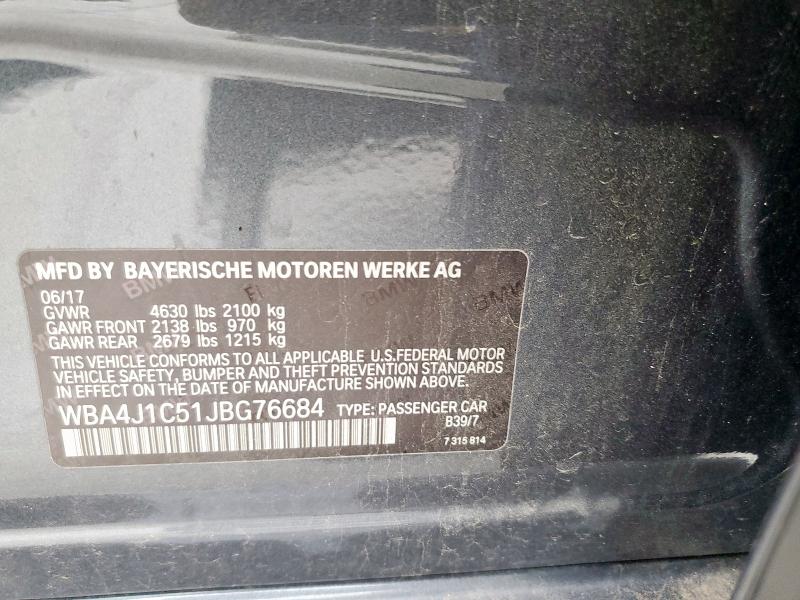 MFD BY BAYERISCHE MOTOREN WERKE AG
06/17
GVWR 4630 lbs 2100 kg
GAWR FRONT 2138 lbs 970 kg
GAWR REAR 2679 lbs 1215 kg
THIS VEHICLE CONFORMS TO ALL APPLICABLE U.S.FEDERAL MOTOR
VEHICLE SAFETY, BUMPER AND THEFT PREVENTION STANDARDS
IN EFFECT ON THE DATE OF MANUFACTURE SHOWN ABOVE.
WBA4J1C51JBG76684 TYPE: PASSENGER CAR
B39/7
7 315 814